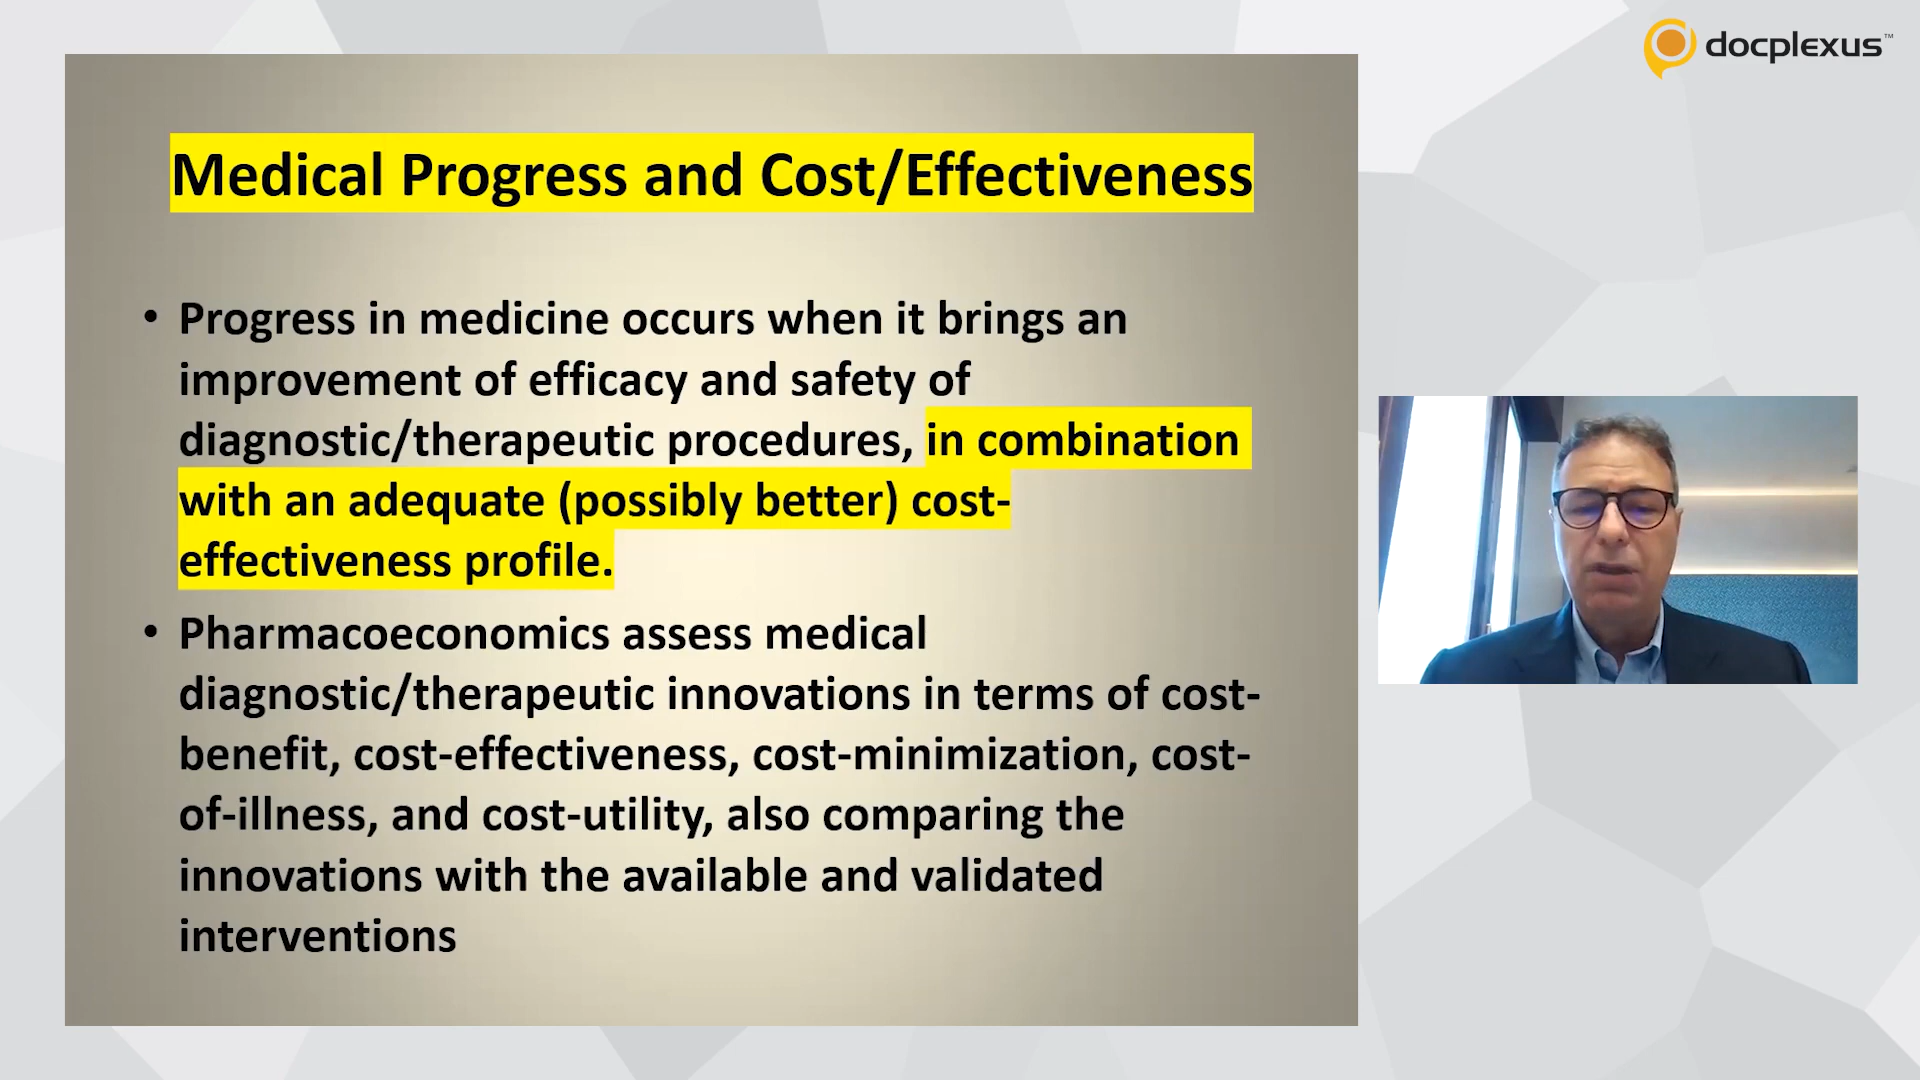 docplexus™
Medical Progress and Cost/Effectiveness
• Progress in medicine occurs when it brings an
improvement of efficacy and safety of
diagnostic/therapeutic procedures, in combination
with an adequate (possibly better) cost-
effectiveness profile.
• Pharmacoeconomics assess medical
diagnostic/therapeutic innovations in terms of cost-
benefit, cost-effectiveness, cost-minimization, cost-
of-illness, and cost-utility, also comparing the
innovations with the available and validated
interventions